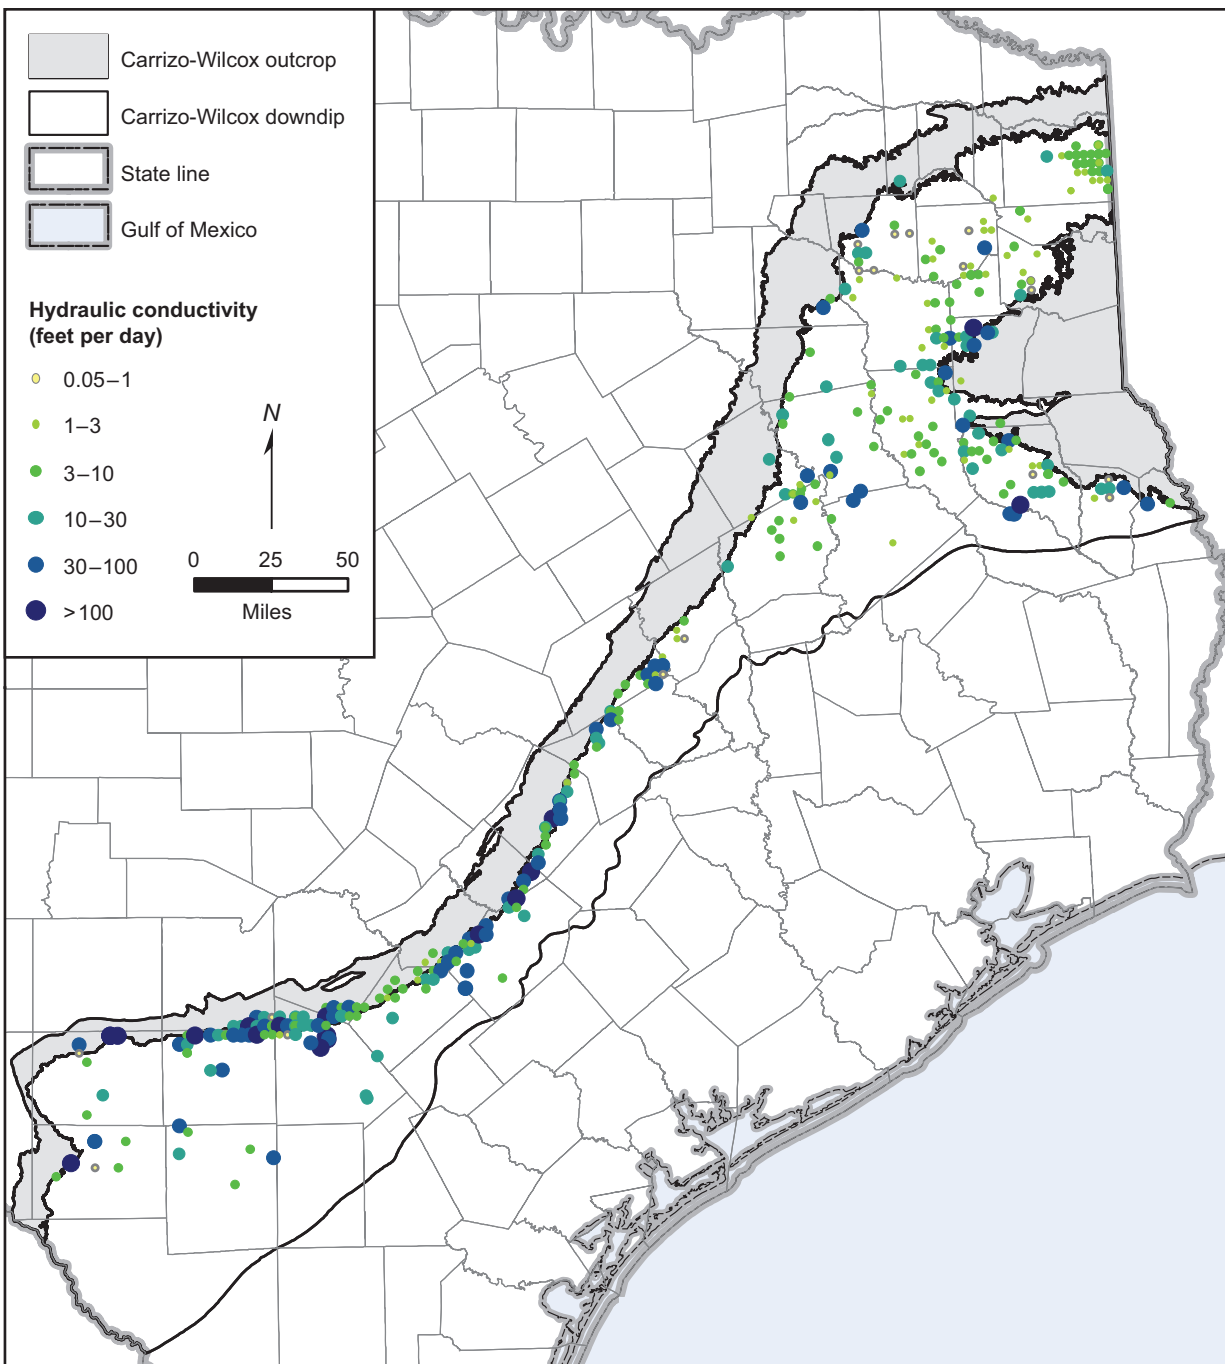 Carrizo-Wilcox outcrop
Carrizo-Wilcox downdip
State line
Gulf of Mexico
Hydraulic conductivity
(feet per day)
0.05–1
1–3
3–10
10–30
30–100
>100
N
0 25 50
Miles